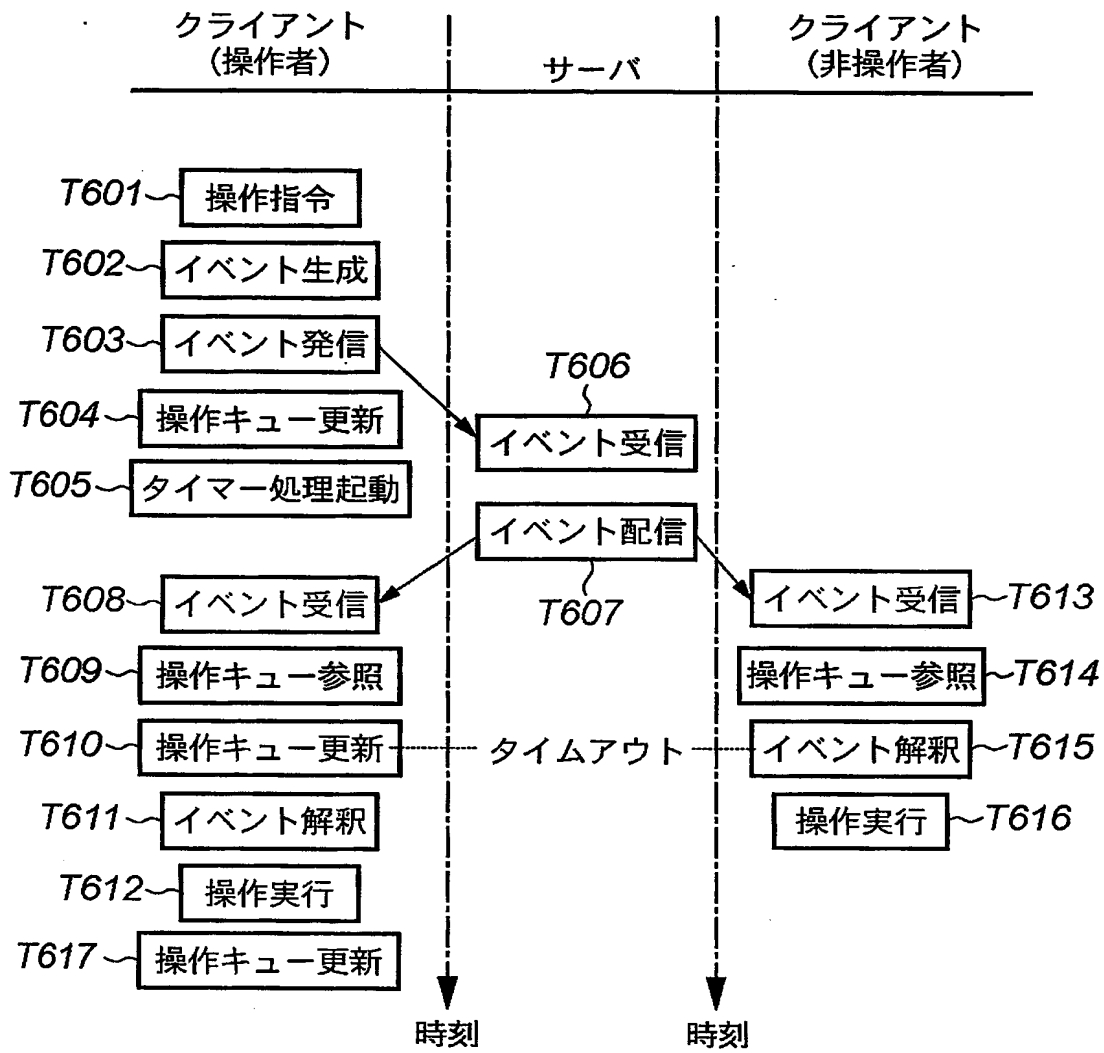 クライアント
(操作者)
サーバ
クライアント
(非操作者)
T601
操作指令
T602
イベント生成
T603
イベント発信
T604
操作キュー更新
T605
タイマー処理起動
T606
イベント受信
イベント配信
T607
T608
イベント受信
T609
操作キュー参照
T610
操作キュー更新
タイムアウト
T611
イベント解釈
T612
操作実行
T617
操作キュー更新
イベント受信
T613
操作キュー参照
T614
イベント解釈
T615
操作実行
T616
時刻
時刻